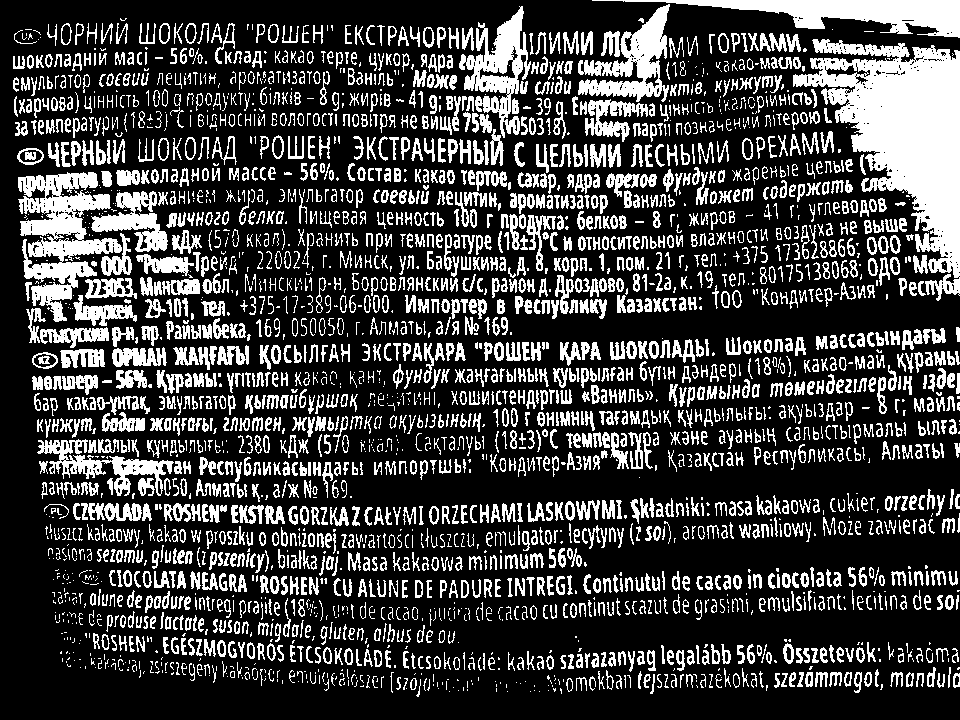 UA ЧОРНИЙ ШОКОЛАД "РОШЕН" ЕКСТРАЧОРНИЙ ЦІЛИМИ ГОРІХАМИ. Мінімальний
шоколадній масі – 56%. Склад: какао терте, цукор, ядра фундука смажені (18 какао-масло,
емульгатор соєвий лецитин, ароматизатор "Ваніль". Може містити сліди молокопродуктів, кунжуту,
(харчова) цінність 100 g продукту: білків – 8 g; жирів – 41 g; вуглеводів – 39 g. Енергетична цінність (калорійність)
за температури (18±3)°С і відносній вологості повітря не вище 75%, (v050318). Номер партії позначений літерою L
RU ЧЕРНЫЙ ШОКОЛАД "РОШЕН" ЭКСТРАЧЕРНЫЙ С ЦЕЛЫМИ ЛЕСНЫМИ ОРЕХАМИ.
продуктов в шоколадной массе – 56%. Состав: какао тертое, сахар, ядра орехов фундука жареные целые
содержанием жира, эмульгатор соевый лецитин, ароматизатор "Ваниль". Может содержать
яичного белка. Пищевая ценность 100 г продукта: белков – 8 г; жиров – 41 г; углеводов –
2380 кДж (570 ккал). Хранить при температуре (18±3)°С и относительной влажности воздуха не выше
Беларусь: ООО "Рошен-Трейд", 220024, г. Минск, ул. Бабушкина, д. 8, корп. 1, пом. 21 г, тел.: +375 173628866; ООО
223053, Минская обл., Минский р-н, Боровлянский с/с, район д. Дроздово, 81-2а, к. 19, тел.: 80175138068; ОДО
ул. В. Хоружей, 29-101, тел. +375-17-389-06-000. Импортер в Республику Казахстан: ТОО "Кондитер-Азия",
Жетысуский р-н, пр. Райымбека, 169, 050050, г. Алматы, а/я № 169.
KZ БҮТІН ОРМАН ЖАҢҒАҒЫ ҚОСЫЛҒАН ЭКСТРАҚАРА "РОШЕН" ҚАРА ШОКОЛАДЫ. Шоколад массасындағы
мөлшері – 56%. Құрамы: үгітілген какао, қант, фундук жаңғағының қуырылған бүтін дәндері (18%), какао-май,
бар какао-ұнтақ, эмульгатор қытайбұршақ лецитині, хошиістендіргіш «Ваниль». Құрамында төмендегілердің
күнжут, бадам жаңғағы, глютен, жұмыртқа ақуызының. 100 г өнімнің тағамдық құндылығы: ақуыздар – 8 г;
энергетикалық құндылығы: 2380 кДж (570 ккал). Сақталуы (18±3)°С температура және ауаның салыстырмалы
жағдайда. Қазақстан Республикасындағы импортшы: "Кондитер-Азия" ЖШС, Қазақстан Республикасы, Алматы
даңғылы, 169, 050050, Алматы қ., а/ж № 169.
PL CZEKOLADA "ROSHEN" EKSTRA GORZKA Z CAŁYMI ORZECHAMI LASKOWYMI. Składniki: masa kakaowa, cukier, orzechy
tłuszcz kakaowy, kakao w proszku o obniżonej zawartości tłuszczu, emulgator: lecytyny (z soi), aromat waniliowy. Może zawierać
nasiona sezamu, gluten (z pszenicy), białka jaj. Masa kakaowa minimum 56%.
CIOCOLATA NEAGRA "ROSHEN" CU ALUNE DE PADURE INTREGI. Continutul de cacao in ciocolata 56%
zahar, alune de padure intregi prajite (18%), unt de cacao, pudra de cacao cu continut scazut de grasimi, emulsifiant: lecitina de
urme de produse lactate, susan, migdale, gluten, albus de ou.
"ROSHEN". EGÉSZMOGYORÓS ÉTCSOKOLÁDÉ. Étcsokoládé: kakaó szárazanyag legalább 56%. Összetevők:
kakaóvaj, zsírszegény kakaópor, emulgeálószer Nyomokban tejszármazékokat, szezámmagot,